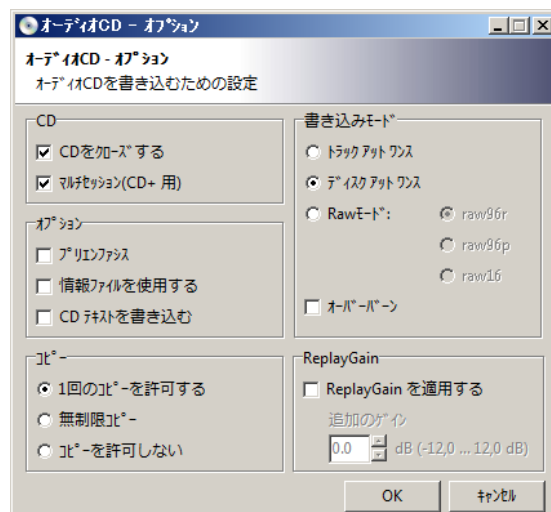 ｵｰﾃﾞｨｵCD - ｵﾌﾟｼｮﾝ
ｵｰﾃﾞｨｵCD - ｵﾌﾟｼｮﾝ
ｵｰﾃﾞｨｵCDを書き込むための設定
CD
CDをｸﾛｰｽﾞする
ﾏﾙﾁｾｯｼｮﾝ(CD+ 用)
ｵﾌﾟｼｮﾝ
ﾌﾟﾘｴﾝﾌｧｼｽ
情報ﾌｧｲﾙを使用する
CD ﾃｷｽﾄを書き込む
ｺﾋﾟｰ
1回のｺﾋﾟｰを許可する
無制限ｺﾋﾟｰ
ｺﾋﾟｰを許可しない
書き込みﾓｰﾄﾞ
ﾄﾗｯｸ ｱｯﾄ ﾜﾝｽ
ﾃﾞｨｽｸ ｱｯﾄ ﾜﾝｽ
Rawﾓｰﾄﾞ:
raw96r
raw96p
raw16
ｵｰﾊﾞｰﾊﾞｰﾝ
ReplayGain
ReplayGain を適用する
追加のｹﾞｲﾝ
0.0 dB (-12,0 ... 12,0 dB)
OK ｷｬﾝｾﾙ